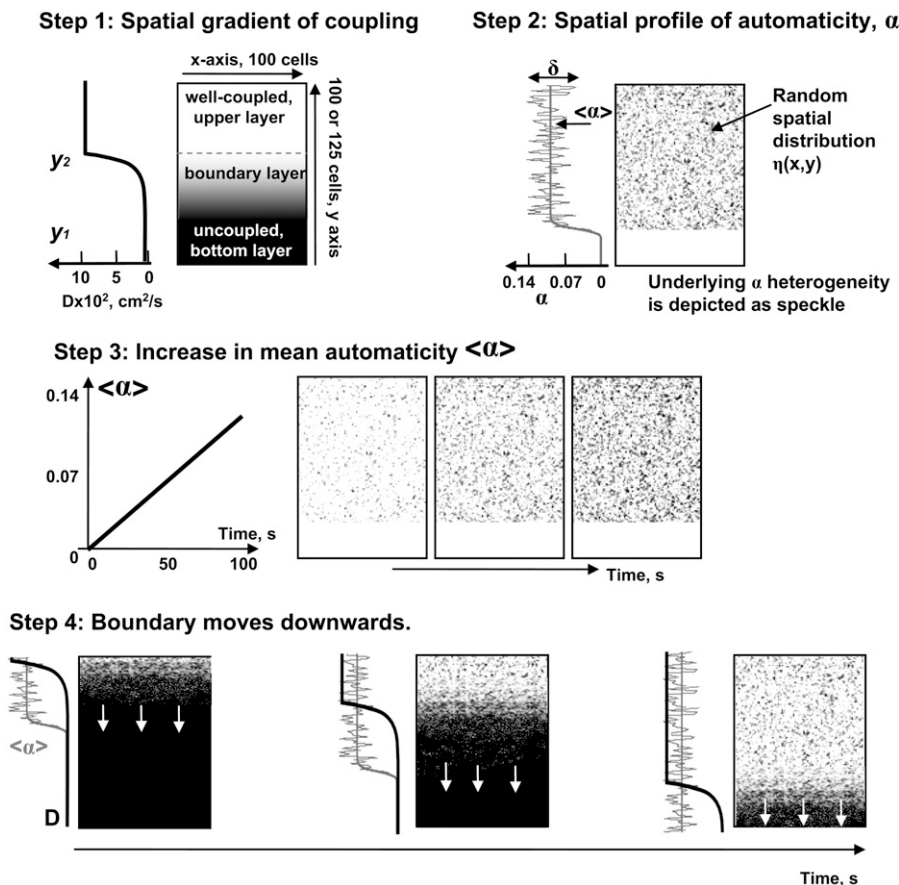 Step 1: Spatial gradient of coupling
x-axis, 100 cells
well-coupled,
upper layer
boundary layer
uncoupled,
bottom layer
100 or 125 cells, y axis
y2
y1
10 5 0
Dx10², cm²/s
Step 2: Spatial profile of automaticity, α
δ
<α>
Random
spatial
distribution
η(x,y)
0.14 0.07 0
α
Underlying α heterogeneity
is depicted as speckle
Step 3: Increase in mean automaticity <α>
<α>
0.14
0.07
0
Time, s
0 50 100
Time, s
Step 4: Boundary moves downwards.
<α>
D
Time, s